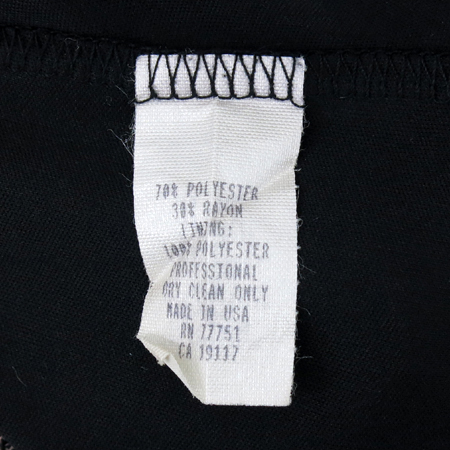 70% POLYESTER
30% RAYON
LINING:
100% POLYESTER
PROFESSIONAL
DRY CLEAN ONLY
MADE IN USA
RN 77751
CA 19117